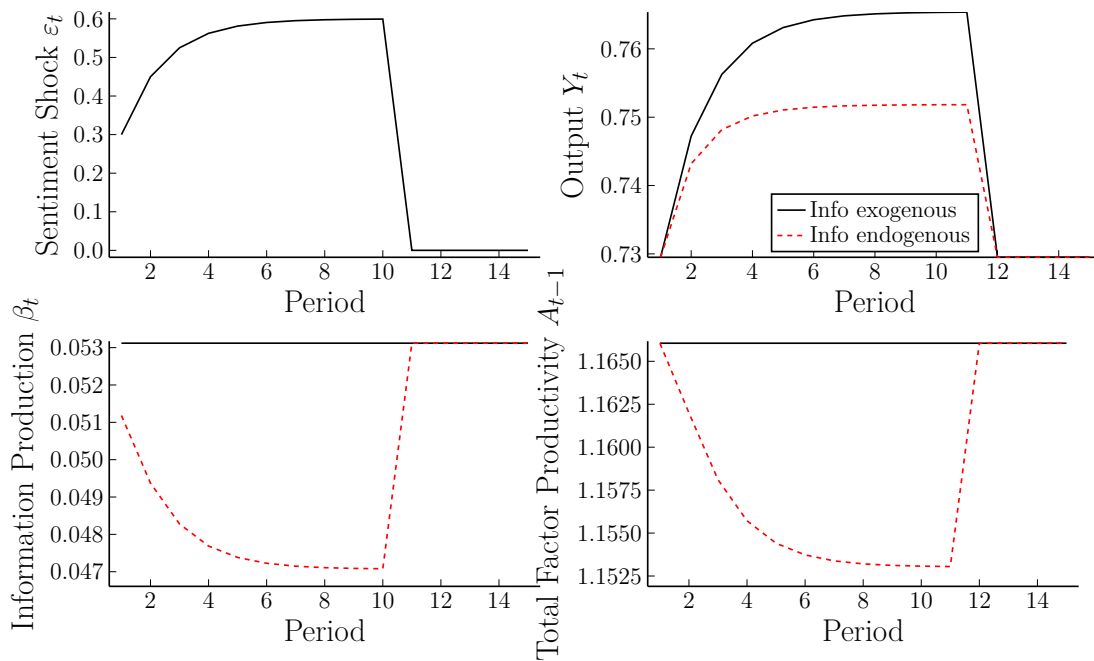 Sentiment Shock εₜ
0.6
0.5
0.4
0.3
0.2
0.1
0.0
2 4 6 8 10 12 14
Period
Output Yₜ
0.76
0.75
0.74
0.73
Info exogenous
Info endogenous
2 4 6 8 10 12 14
Period
Information Production βₜ
0.053
0.052
0.051
0.050
0.049
0.048
0.047
2 4 6 8 10 12 14
Period
Total Factor Productivity Aₜ₋₁
1.1650
1.1625
1.1600
1.1575
1.1550
1.1525
2 4 6 8 10 12 14
Period